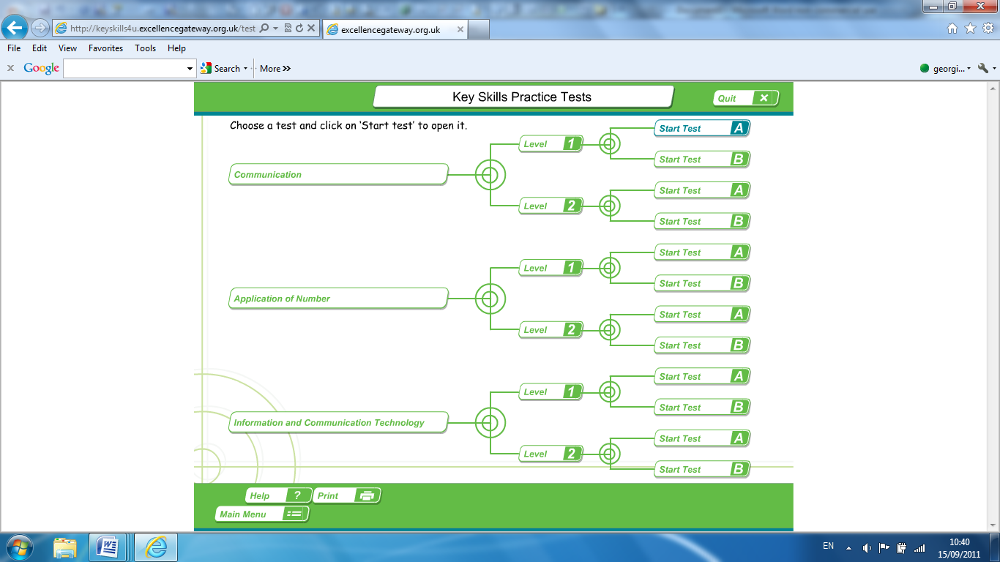 http://keyskills4u.excellencegateway.org.uk/test
excellencegateway.org.uk
File Edit View Favorites Tools Help
x Google Search More »
georgi...
Key Skills Practice Tests
Quit
Choose a test and click on ‘Start test’ to open it.
Communication
Level 1
Start Test A
Start Test B
Level 2
Start Test A
Start Test B
Application of Number
Level 1
Start Test A
Start Test B
Level 2
Start Test A
Start Test B
Information and Communication Technology
Level 1
Start Test A
Start Test B
Level 2
Start Test A
Start Test B
Help ? Print
Main Menu
EN
10:40
15/09/2011